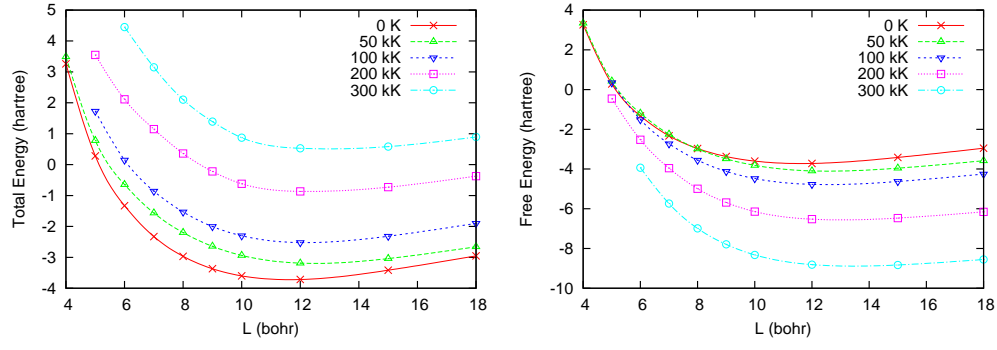 Total Energy (hartree)
5
4
3
2
1
0
-1
-2
-3
-4
4
6
8
10
12
14
16
18
L (bohr)
0 K
50 kK
100 kK
200 kK
300 kK
Free Energy (hartree)
4
2
0
-2
-4
-6
-8
-10
4
6
8
10
12
14
16
18
L (bohr)
0 K
50 kK
100 kK
200 kK
300 kK